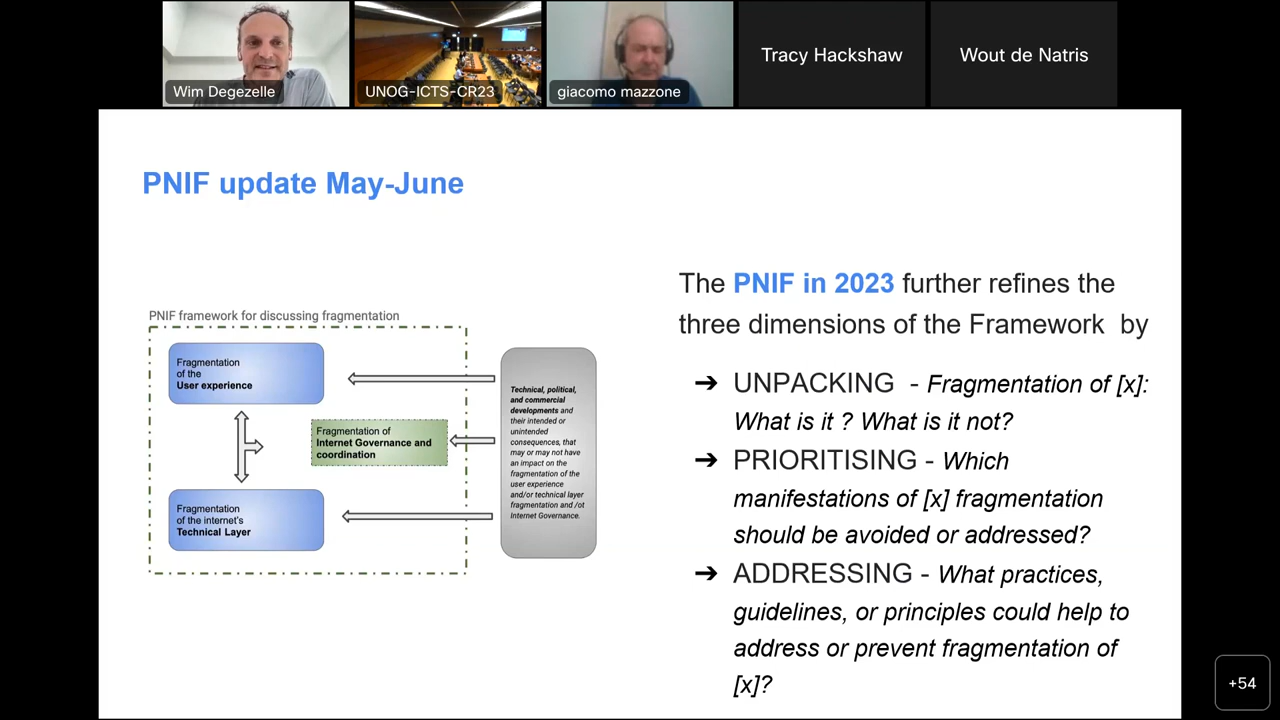 Wim Degezelle
UNOG-ICTS-CR23
giacomo mazzone
Tracy Hackshaw
Wout de Natris
PNIF update May-June
PNIF framework for discussing fragmentation
Fragmentation
of the
User experience
Fragmentation of
Internet Governance and
coordination
Fragmentation
of the internet's
Technical Layer
Technical, political,
and commercial
developments and
their intended or
unintended
consequences, that
may or may not have
an impact on the
fragmentation of the
user experience
and/or technical layer
fragmentation and /ot
Internet Governance.
The PNIF in 2023 further refines the
three dimensions of the Framework by
➔ UNPACKING - Fragmentation of [x]:
What is it ? What is it not?
➔ PRIORITISING - Which
manifestations of [x] fragmentation
should be avoided or addressed?
➔ ADDRESSING - What practices,
guidelines, or principles could help to
address or prevent fragmentation of
[x]?
+54